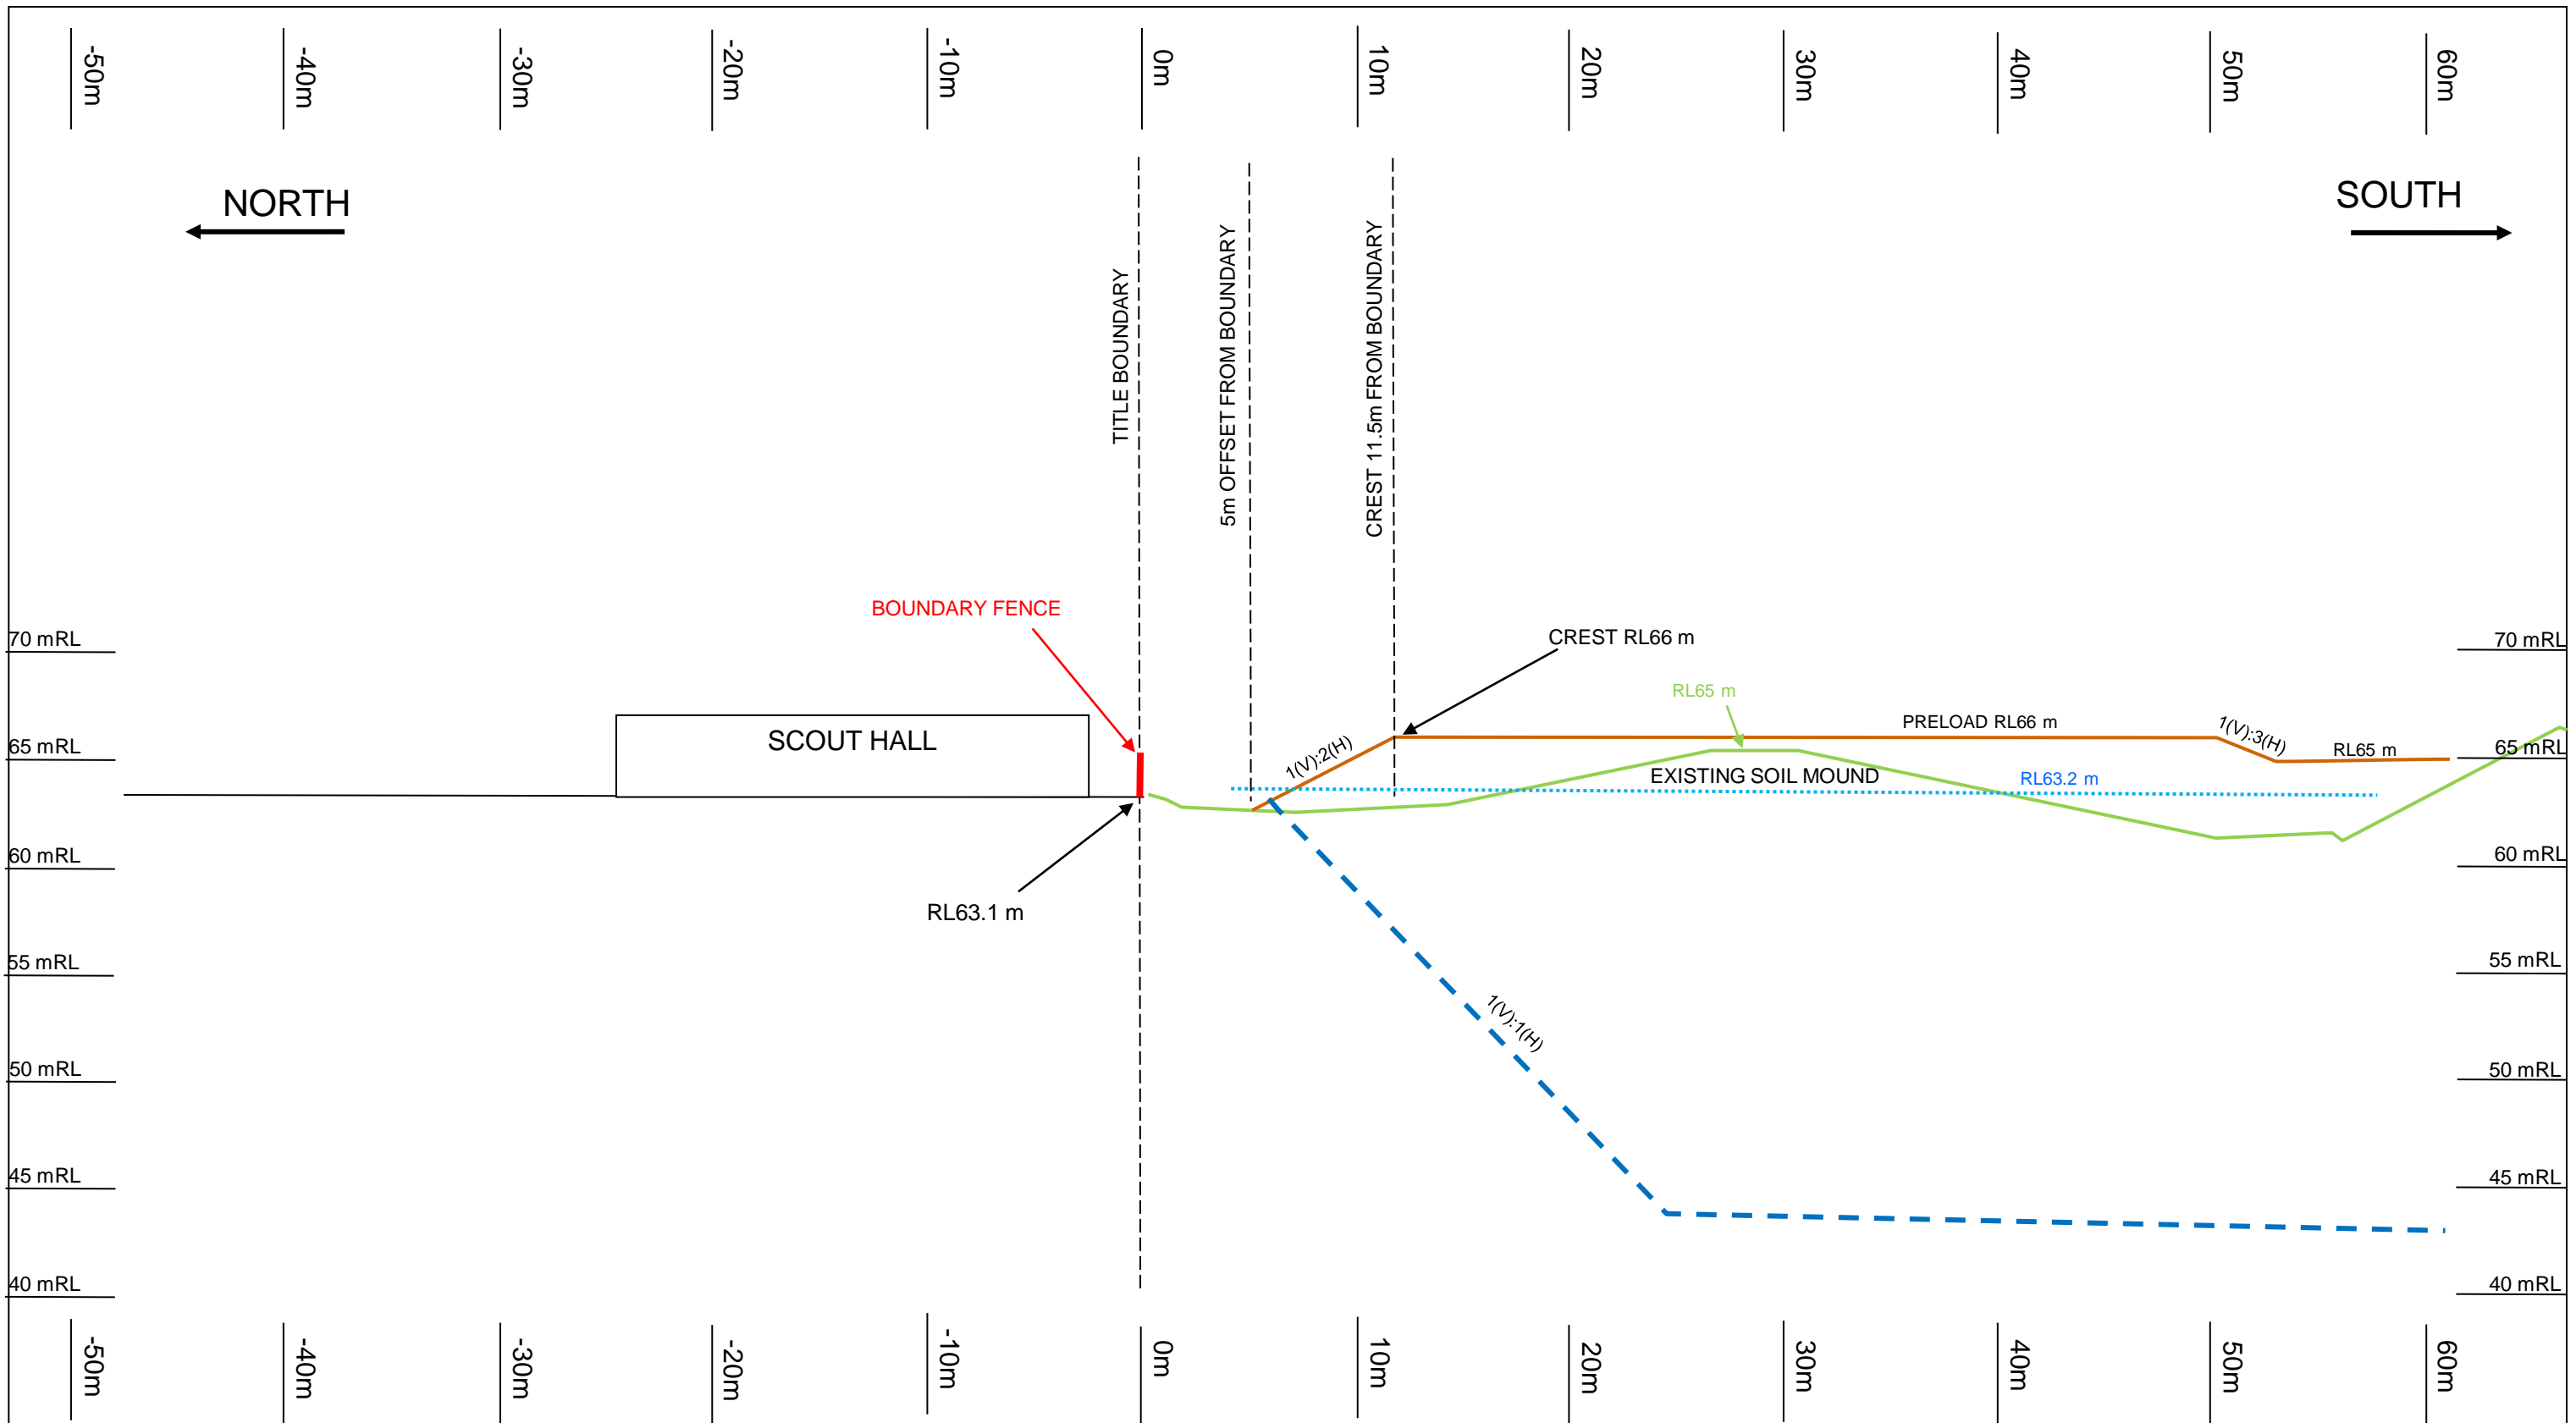 -50m
-40m
-30m
-20m
-10m
0m
10m
20m
30m
40m
50m
60m
NORTH
SOUTH
TITLE BOUNDARY
5m OFFSET FROM BOUNDARY
CREST 11.5m FROM BOUNDARY
BOUNDARY FENCE
CREST RL66 m
70 mRL
70 mRL
RL65 m
PRELOAD RL66 m
1(V):3(H)
SCOUT HALL
1(V):2(H)
RL65 m
65 mRL
65 mRL
EXISTING SOIL MOUND
RL63.2 m
60 mRL
60 mRL
RL63.1 m
55 mRL
55 mRL
1(V):1(H)
50 mRL
50 mRL
45 mRL
45 mRL
40 mRL
40 mRL
-50m
-40m
-30m
-20m
-10m
0m
10m
20m
30m
40m
50m
60m